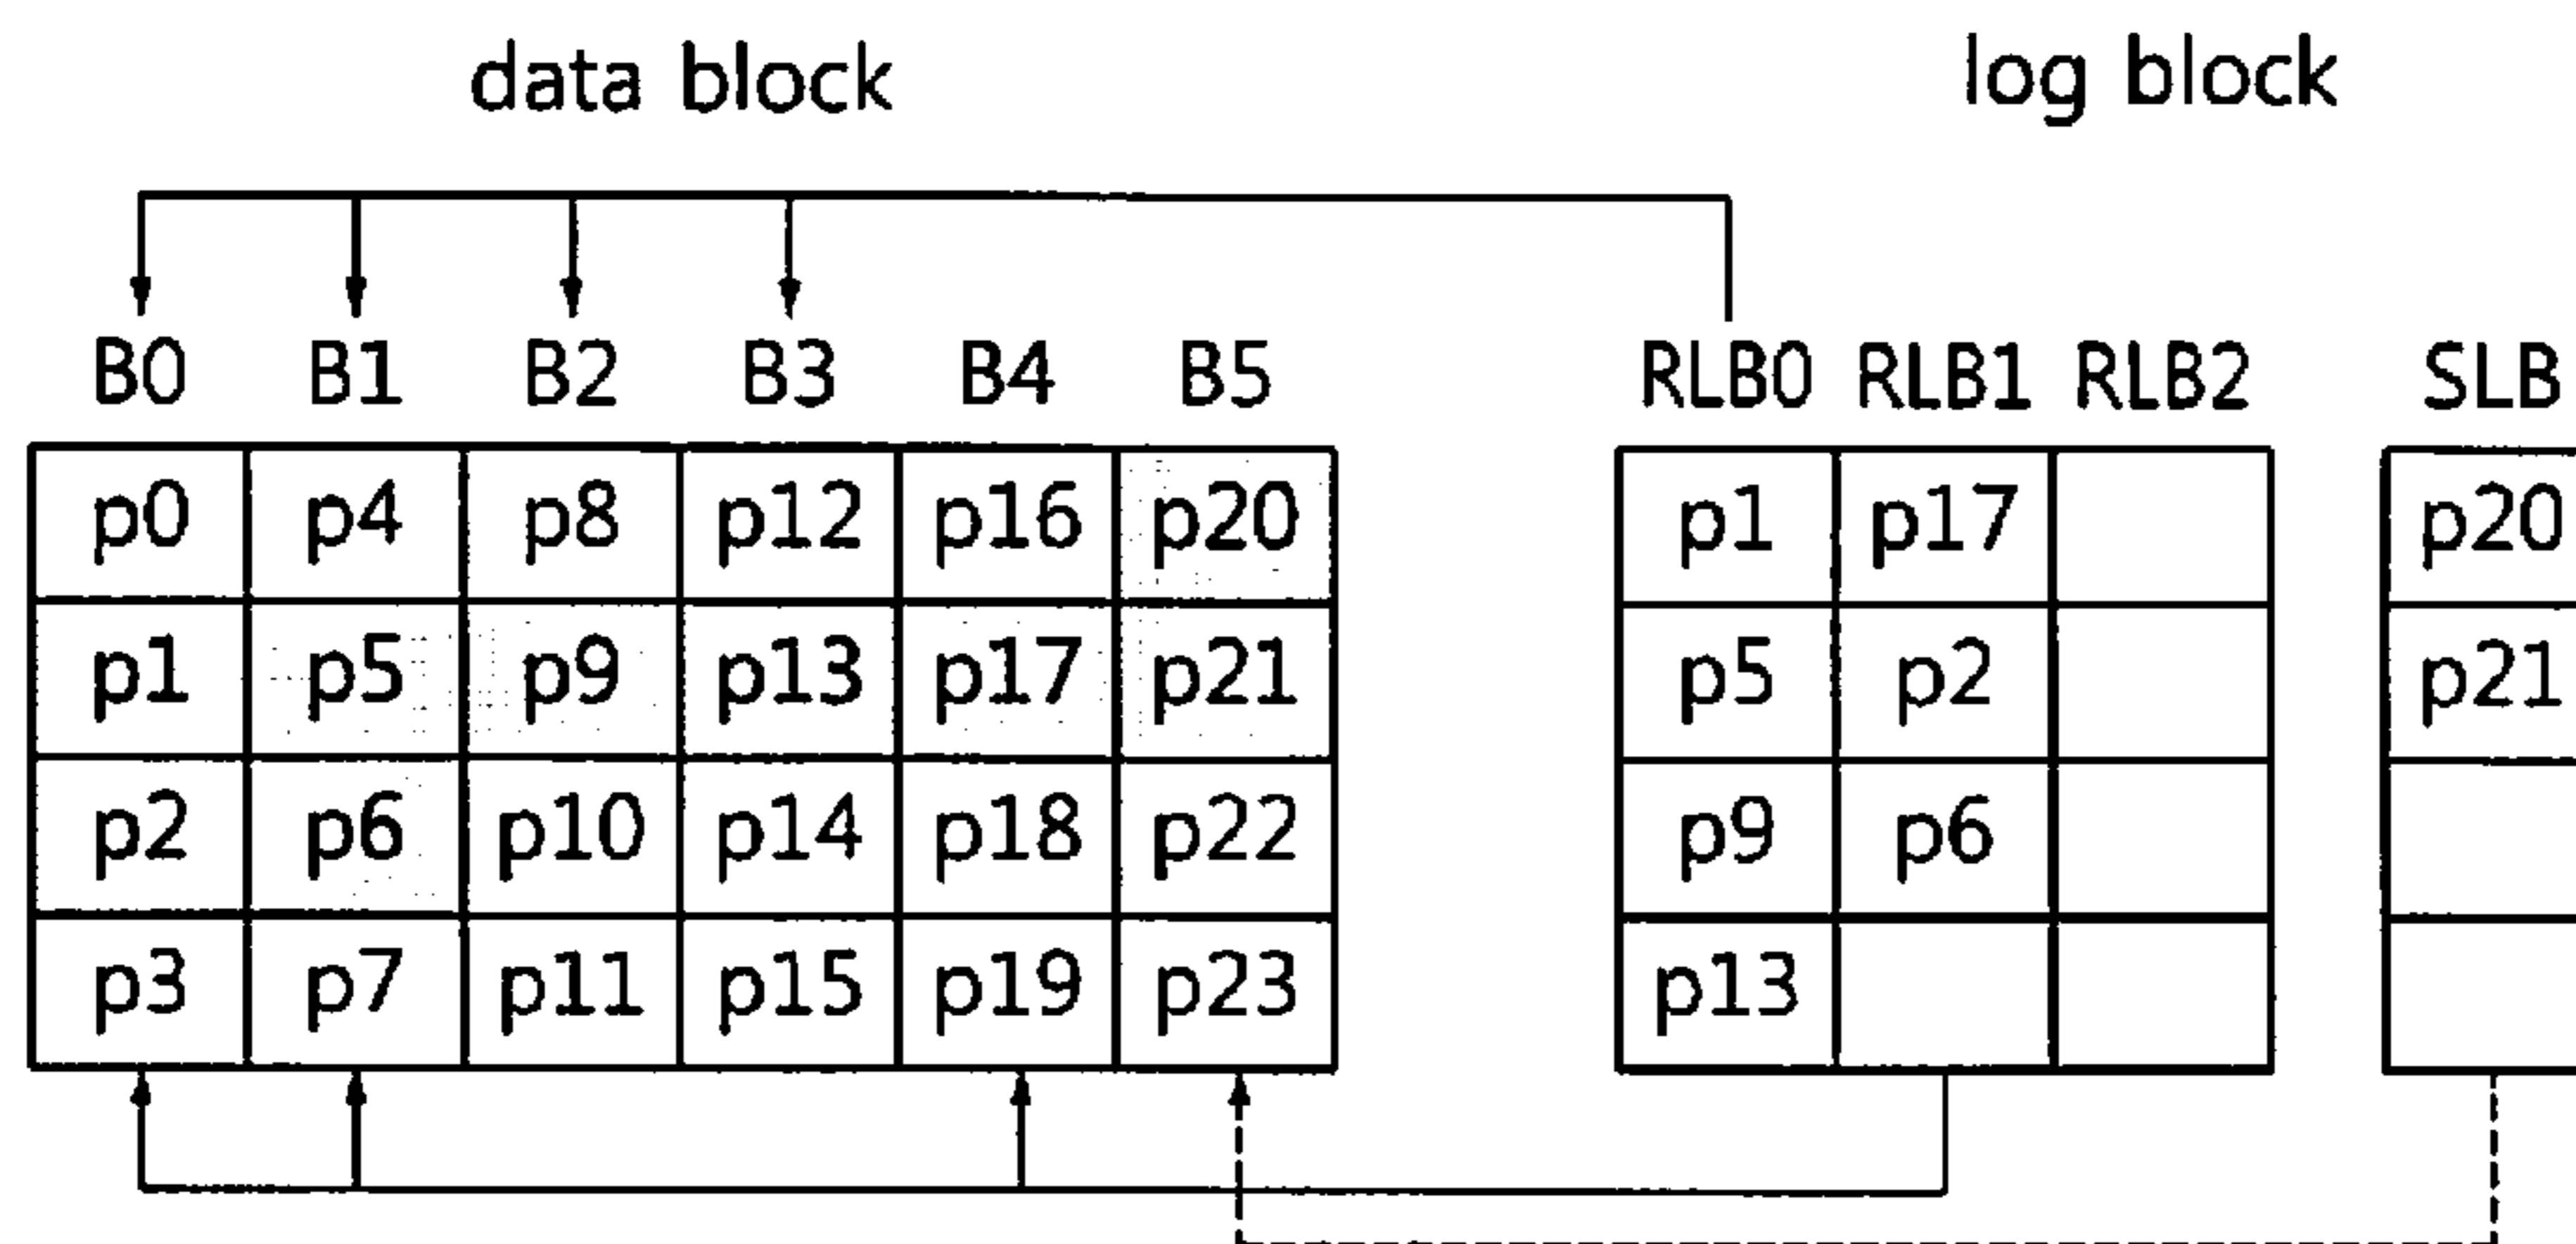 data block log block
B0 B1 B2 B3 B4 B5 RLB0 RLB1 RLB2 SLB
p0 p4 p8 p12 p16 p20 p1 p17 p20
p1 p5 p9 p13 p17 p21 p5 p2 p21
p2 p6 p10 p14 p18 p22 p9 p6
p3 p7 p11 p15 p19 p23 p13